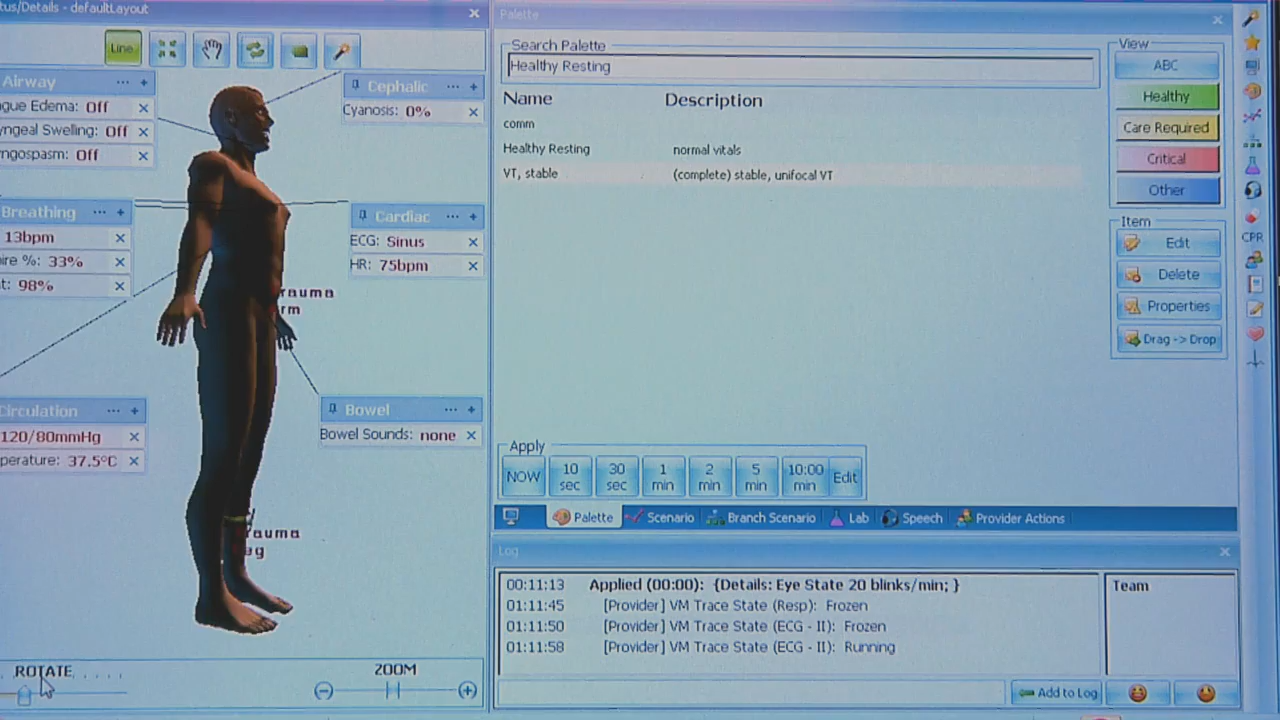 tus/Details - defaultLayout
Line
Airway
gue Edema: Off
yngeal Swelling: Off
yngospasm: Off
Cephalic
Cyanosis: 0%
Breathing
13bpm
ire %: 33%
t: 98%
Cardiac
ECG: Sinus
HR: 75bpm
rauma
rm
Circulation
120/80mmHg
perature: 37.5°C
Bowel
Bowel Sounds: none
rauma
eg
ROTATE
ZOOM
Palette
Search Palette
Healthy Resting
Name Description
comm
Healthy Resting normal vitals
VT, stable (complete) stable, unifocal VT
View
ABC
Healthy
Care Required
Critical
Other
Item
Edit
Delete
Properties
Drag -> Drop
CPR
Apply
NOW
10 sec
30 sec
1 min
2 min
5 min
10:00 min
Edit
Palette Scenario Branch Scenario Lab Speech Provider Actions
Log
00:11:13 Applied (00:00): {Details: Eye State 20 blinks/min; }
01:11:45 [Provider] VM Trace State (Resp): Frozen
01:11:50 [Provider] VM Trace State (ECG - II): Frozen
01:11:58 [Provider] VM Trace State (ECG - II): Running
Team
Add to Log